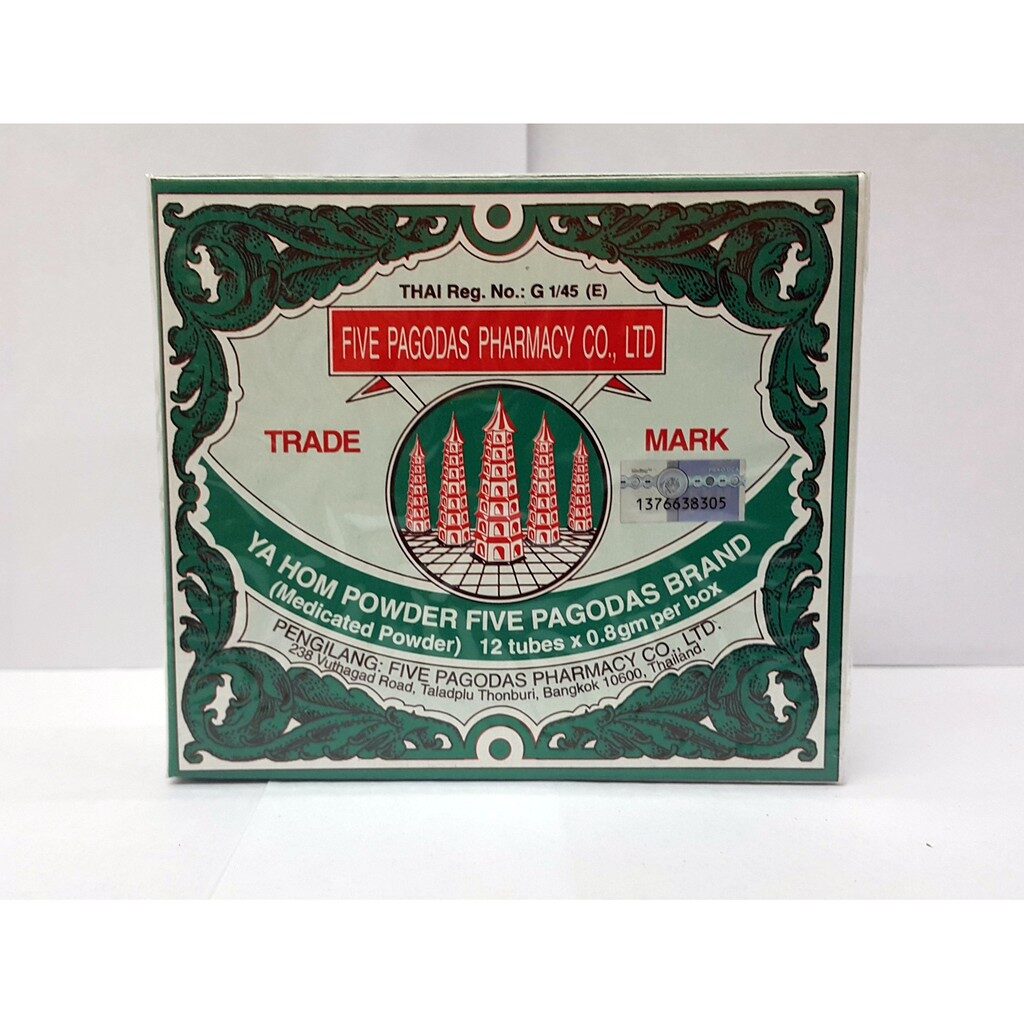 THAI Reg. No.: G 1/45 (E)
FIVE PAGODAS PHARMACY CO., LTD
TRADE MARK
1376638305
YA HOM POWDER FIVE PAGODAS BRAND
(Medicated Powder) 12 tubes x 0.8gm per box
PENGILANG: FIVE PAGODAS PHARMACY CO., LTD.
238 Vuthagad Road, Taladplu Thonburi, Bangkok 10600, Thailand.